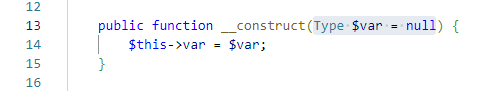 12
13 public function __construct(Type $var = null) {
14 $this->var = $var;
15 }
16